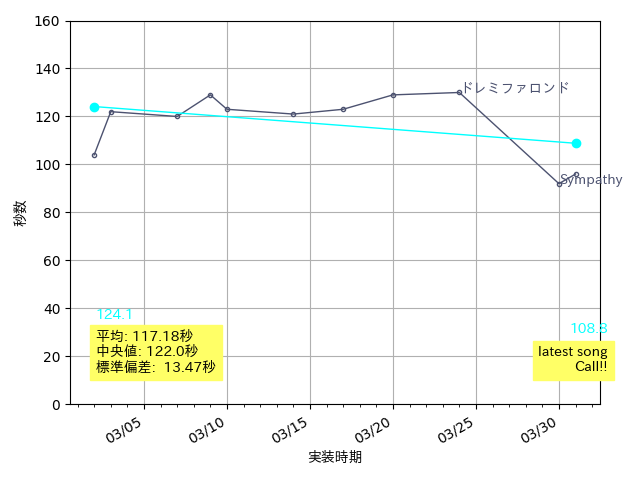 160
140
120
100
80
60
40
20
0
秒数
ドレミファロンド
Sympathy
124.1
108.8
平均: 117.18秒
中央値: 122.0秒
標準偏差: 13.47秒
latest song
Call!!
03/05
03/10
03/15
03/20
03/25
03/30
実装時期